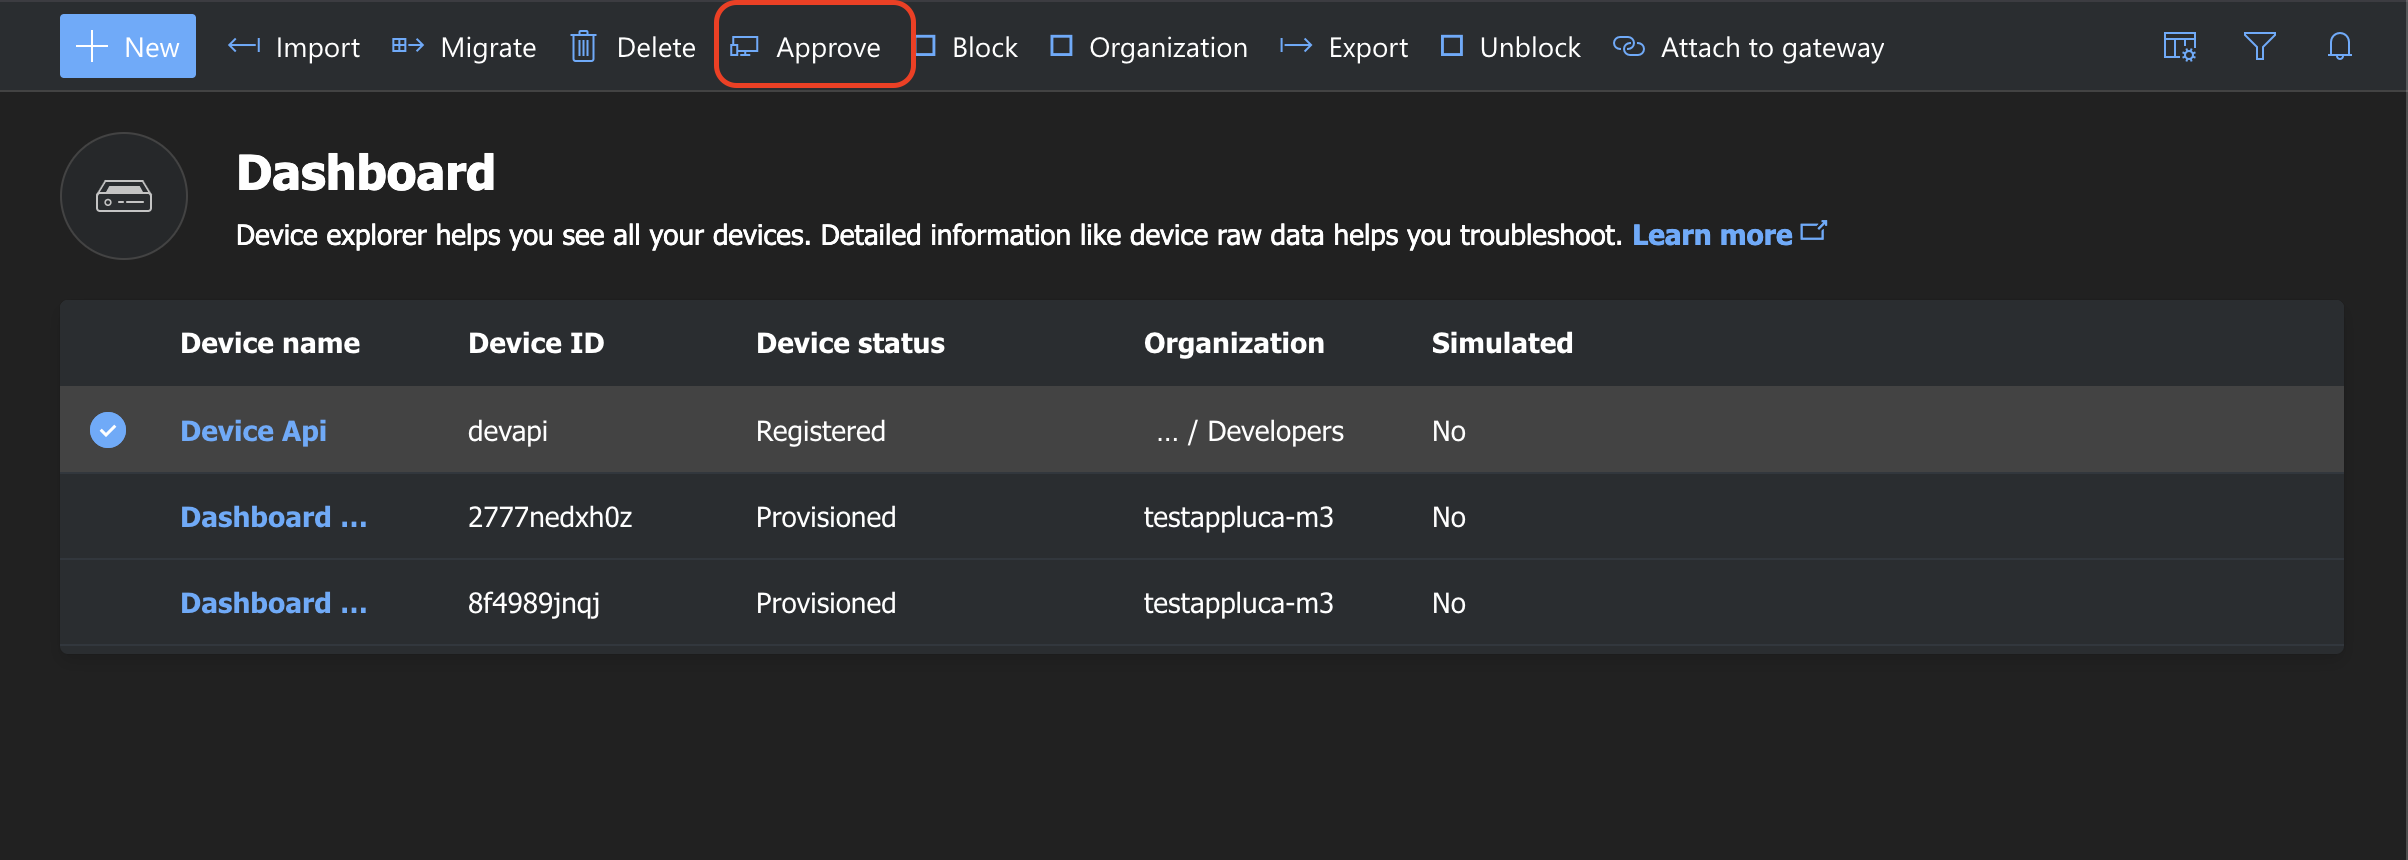 New Import Migrate Delete Approve Block Organization Export Unblock Attach to gateway
Dashboard
Device explorer helps you see all your devices. Detailed information like device raw data helps you troubleshoot. Learn more
Device name Device ID Device status Organization Simulated
Device Api devapi Registered ... / Developers No
Dashboard ... 2777nedxh0z Provisioned testappluca-m3 No
Dashboard ... 8f4989jnqj Provisioned testappluca-m3 No